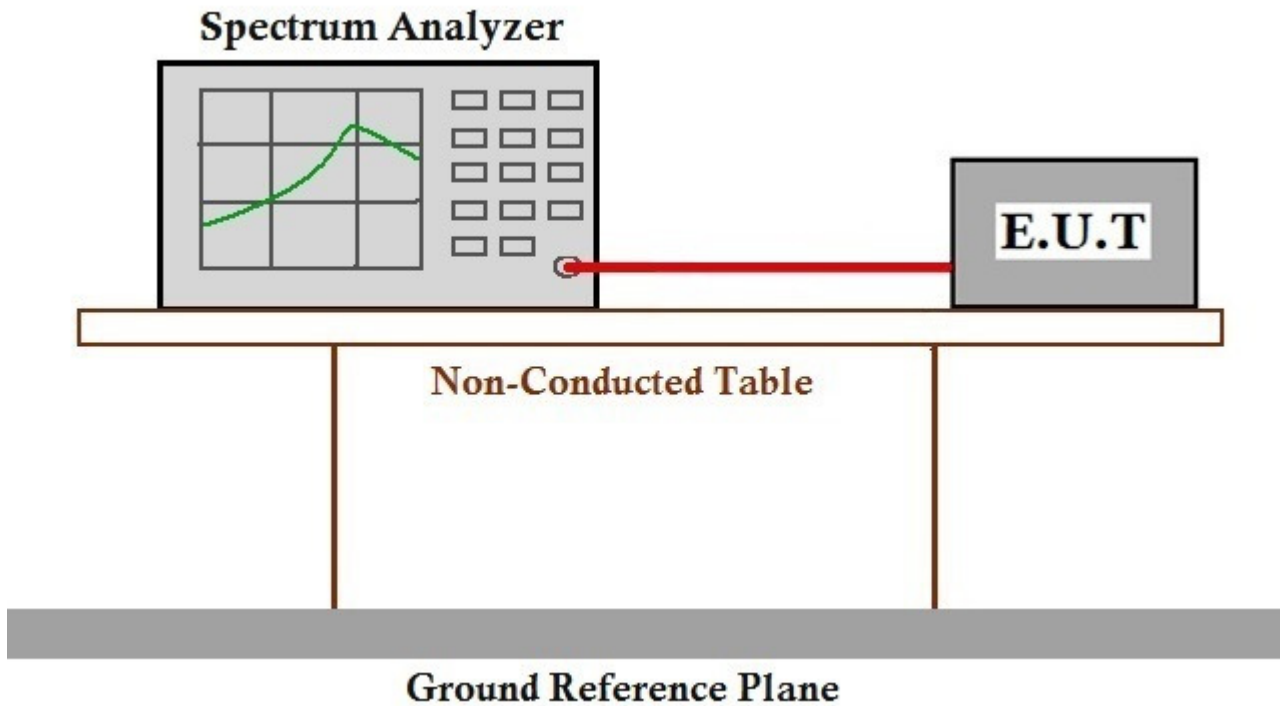 Spectrum Analyzer
E.U.T
Non-Conducted Table
Ground Reference Plane